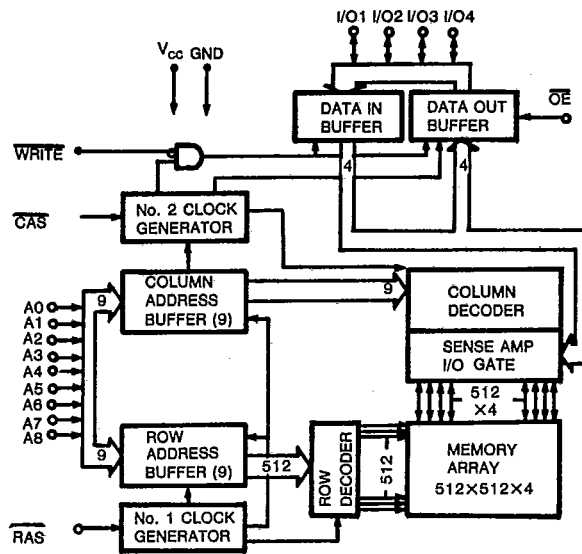 I/O1 I/O2 I/O3 I/O4
VCC GND
DATA IN
BUFFER
DATA OUT
BUFFER
OE
WRITE
4
4
CAS
No. 2 CLOCK
GENERATOR
COLUMN
ADDRESS
BUFFER (9)
9
9
COLUMN
DECODER
SENSE AMP
I/O GATE
A0
A1
A2
A3
A4
A5
A6
A7
A8
512
×4
ROW
ADDRESS
BUFFER (9)
9
512
ROW
DECODER
512
MEMORY
ARRAY
512×512×4
RAS
No. 1 CLOCK
GENERATOR